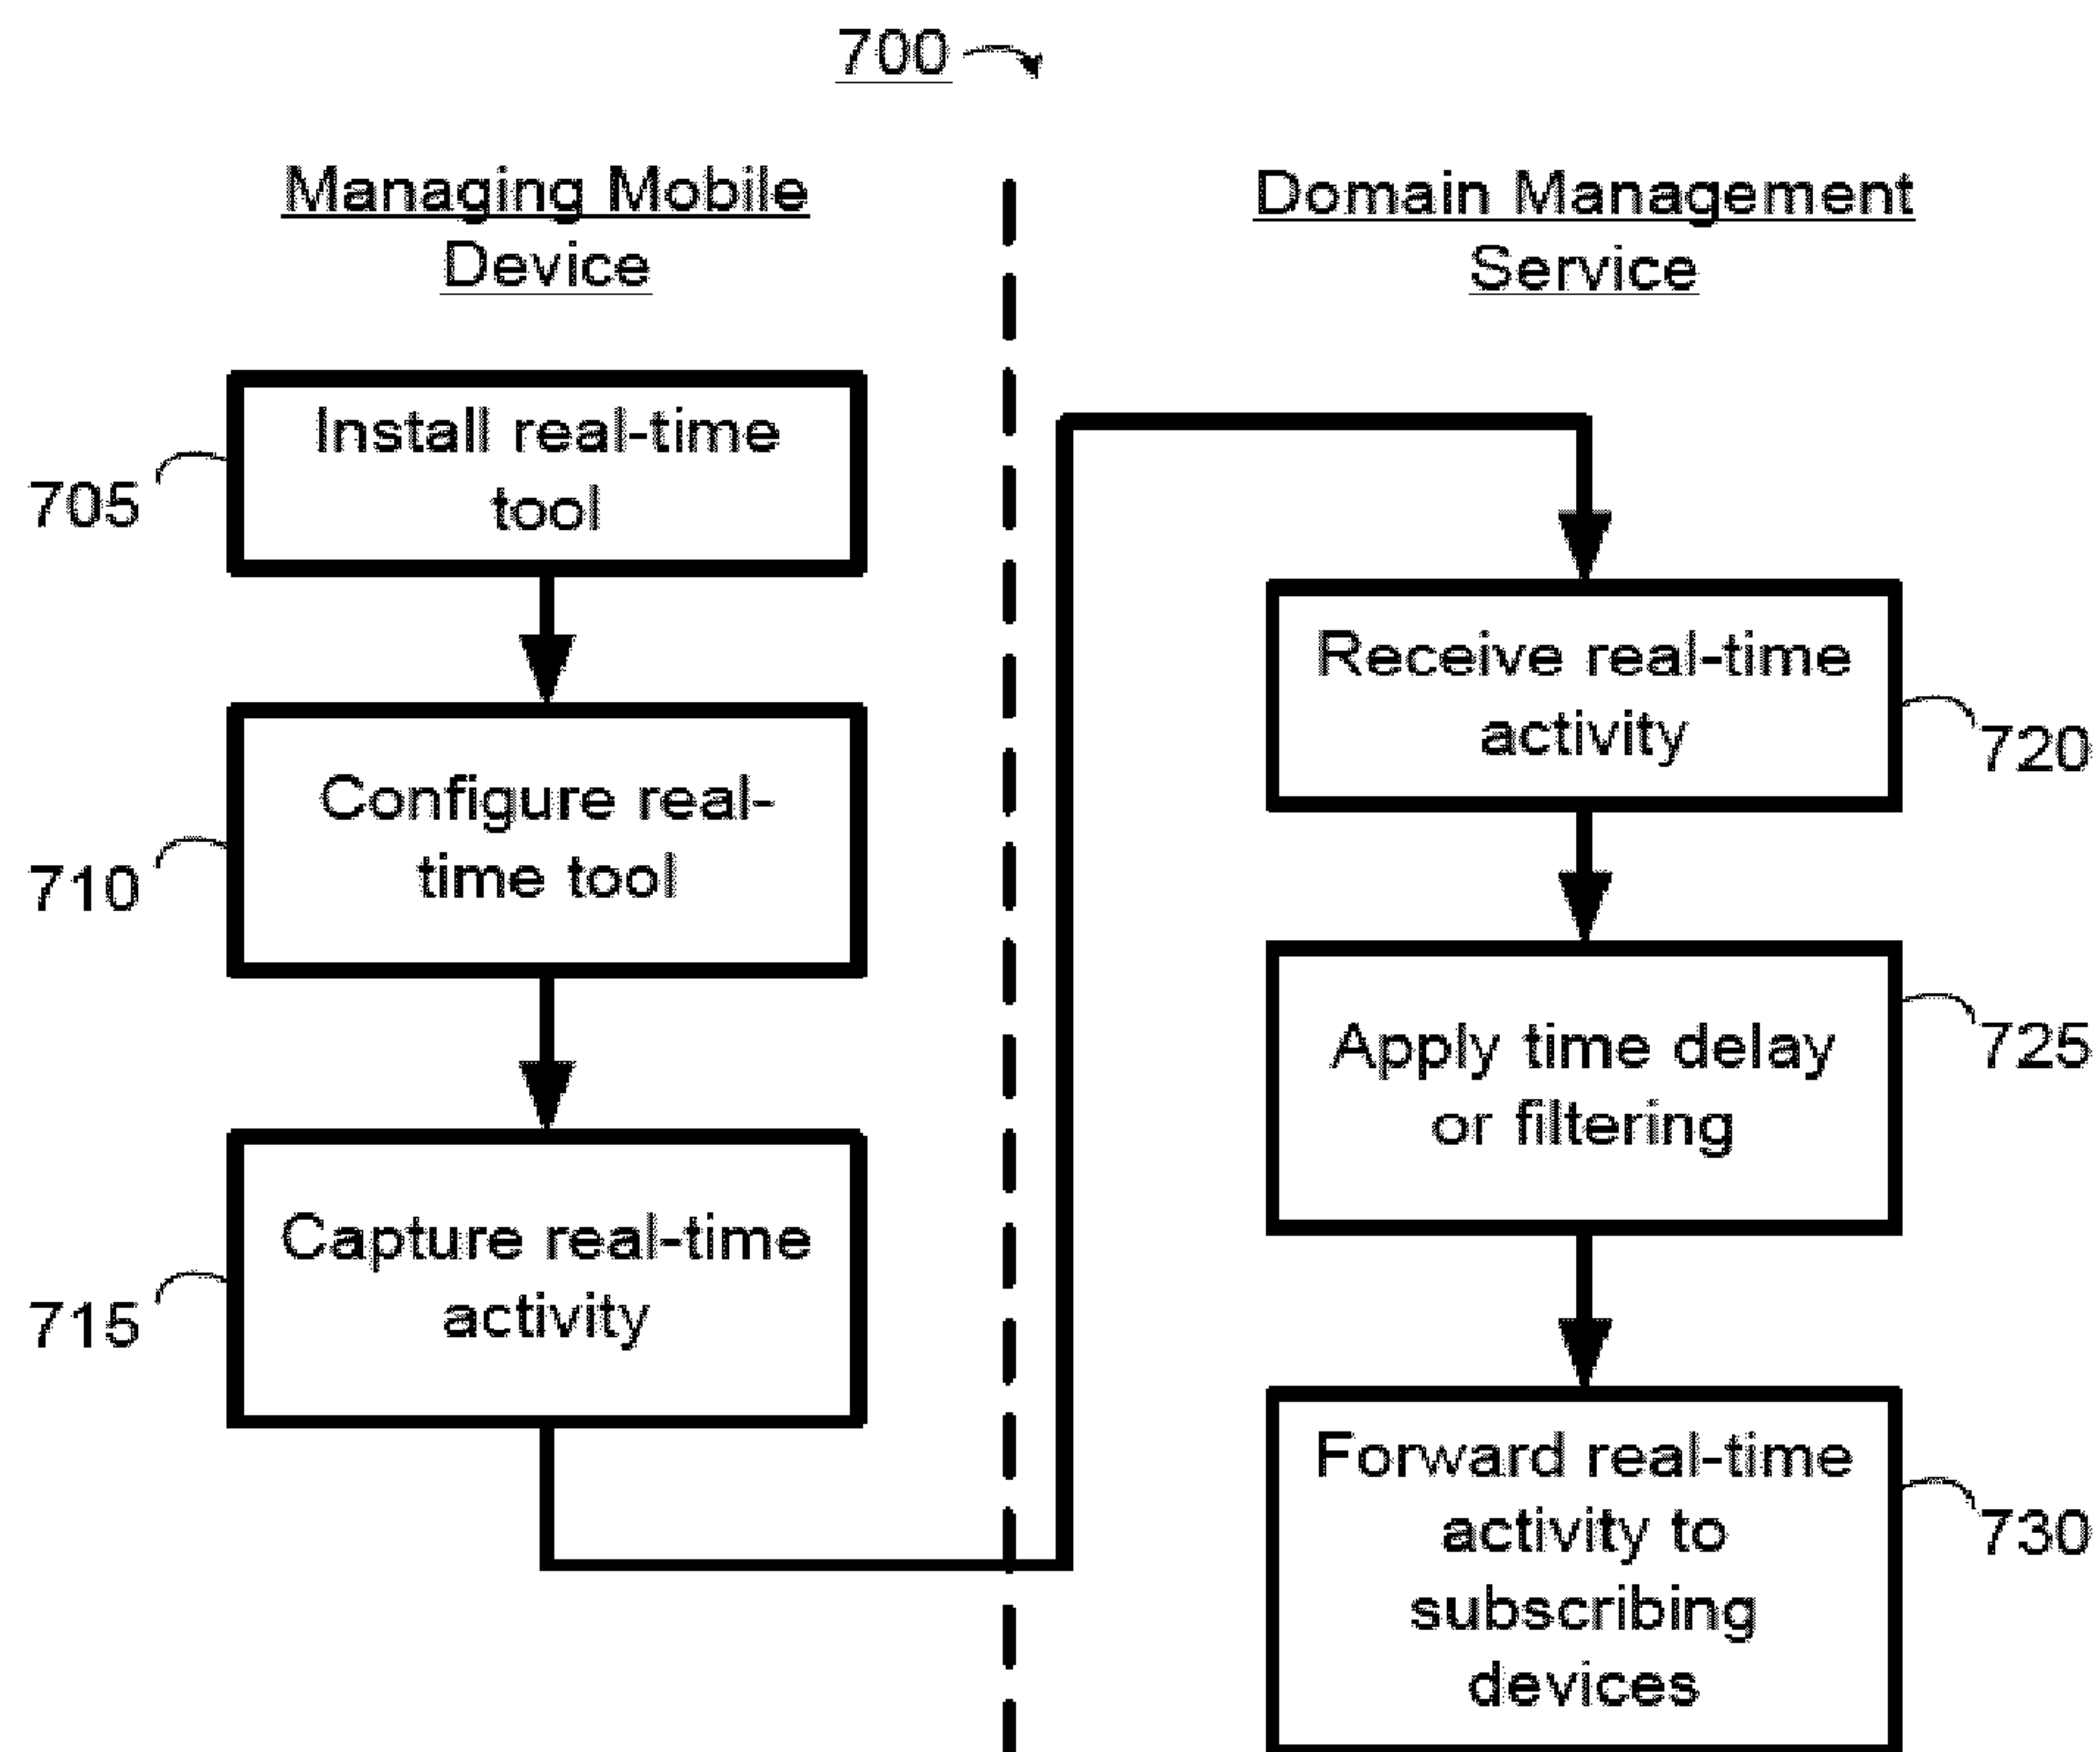 700
Managing Mobile
Device
Install real-time
tool
705
Configure real-
time tool
710
Capture real-time
activity
715
Domain Management
Service
Receive real-time
activity
720
Apply time delay
or filtering
725
Forward real-time
activity to
subscribing
devices
730